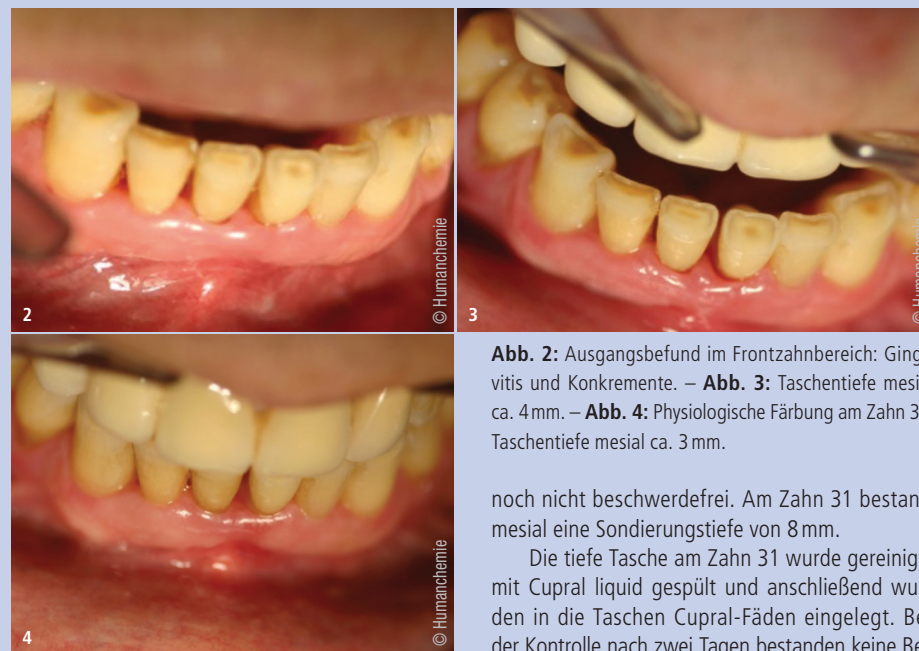 © Humanchemie
2
© Humanchemie
3
Abb. 2: Ausgangsbefund im Frontzahnbereich: Ging
vitis und Konkremente. – Abb. 3: Taschentiefe mesi
ca. 4 mm. – Abb. 4: Physiologische Färbung am Zahn 3
Taschentiefe mesial ca. 3 mm.
© Humanchemie
4
noch nicht beschwerdefrei. Am Zahn 31 bestan
mesial eine Sondierungstiefe von 8 mm.
Die tiefe Tasche am Zahn 31 wurde gereinig
mit Cupral liquid gespült und anschließend wu
den in die Taschen Cupral-Fäden eingelegt. Be
der Kontrolle nach zwei Tagen bestanden keine Be